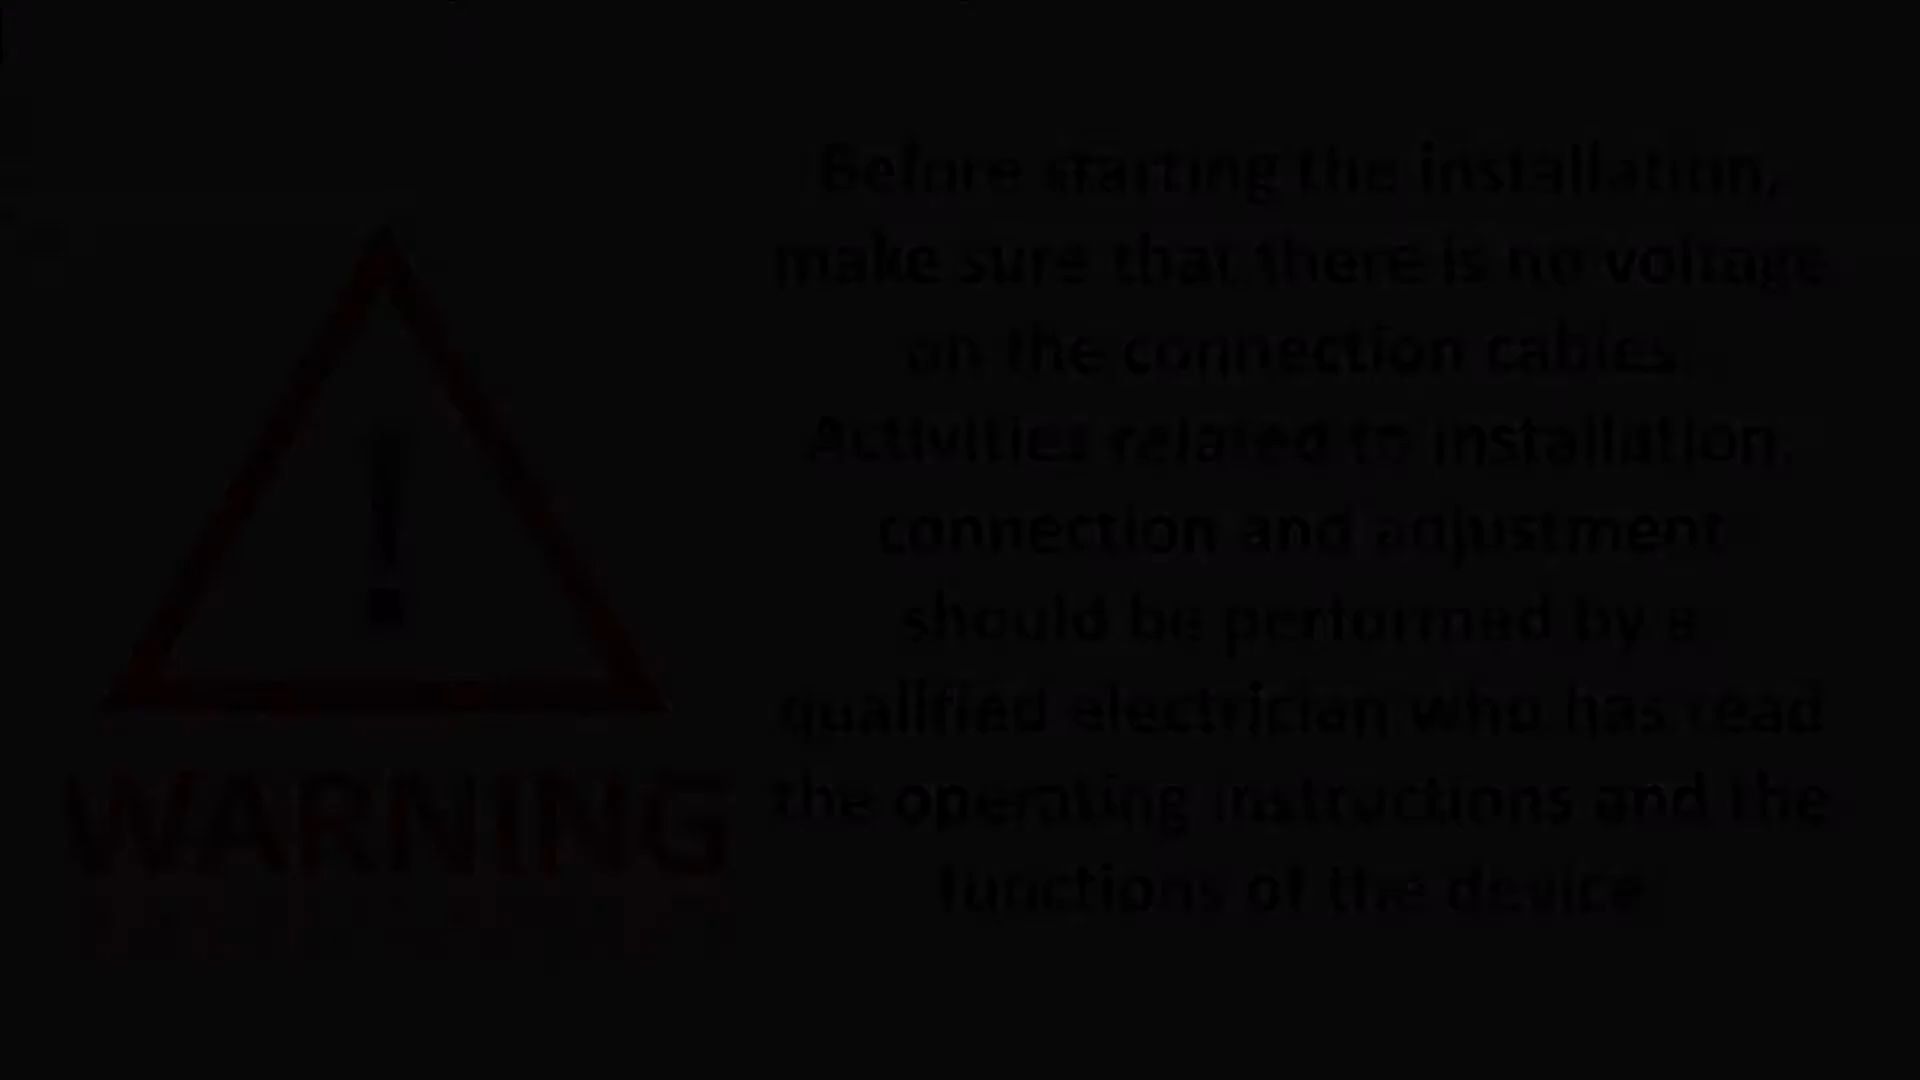 Before starting the installation,
make sure that there is no voltage
on the connection cables.
Activities related to installation,
connection and adjustment
should be performed by a
qualified electrician who has read
the operating instructions and the
functions of the device
!
WARNING